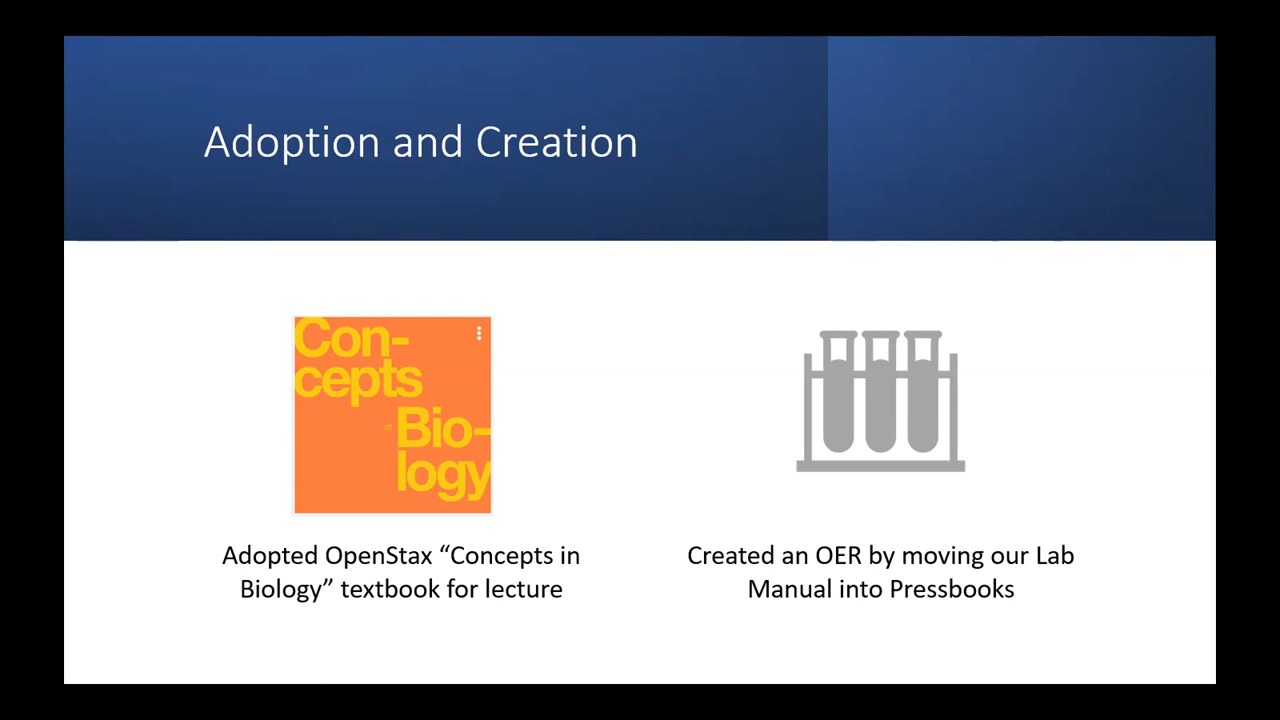 Adoption and Creation
Con-
cepts
of
Bio-
logy
Adopted OpenStax “Concepts in
Biology” textbook for lecture
Created an OER by moving our Lab
Manual into Pressbooks